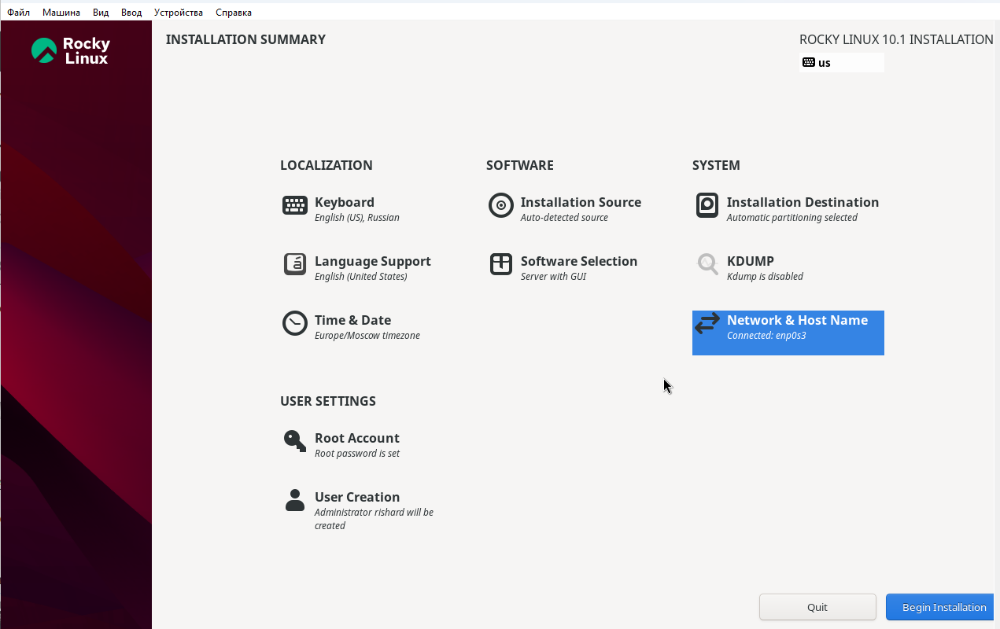 Файл Машина Вид Ввод Устройства Справка
Rocky
Linux
INSTALLATION SUMMARY
ROCKY LINUX 10.1 INSTALLATION
us
LOCALIZATION
Keyboard
English (US), Russian
Language Support
English (United States)
Time & Date
Europe/Moscow timezone
SOFTWARE
Installation Source
Auto-detected source
Software Selection
Server with GUI
SYSTEM
Installation Destination
Automatic partitioning selected
KDUMP
Kdump is disabled
Network & Host Name
Connected: enp0s3
USER SETTINGS
Root Account
Root password is set
User Creation
Administrator rishard will be
created
Quit
Begin Installation